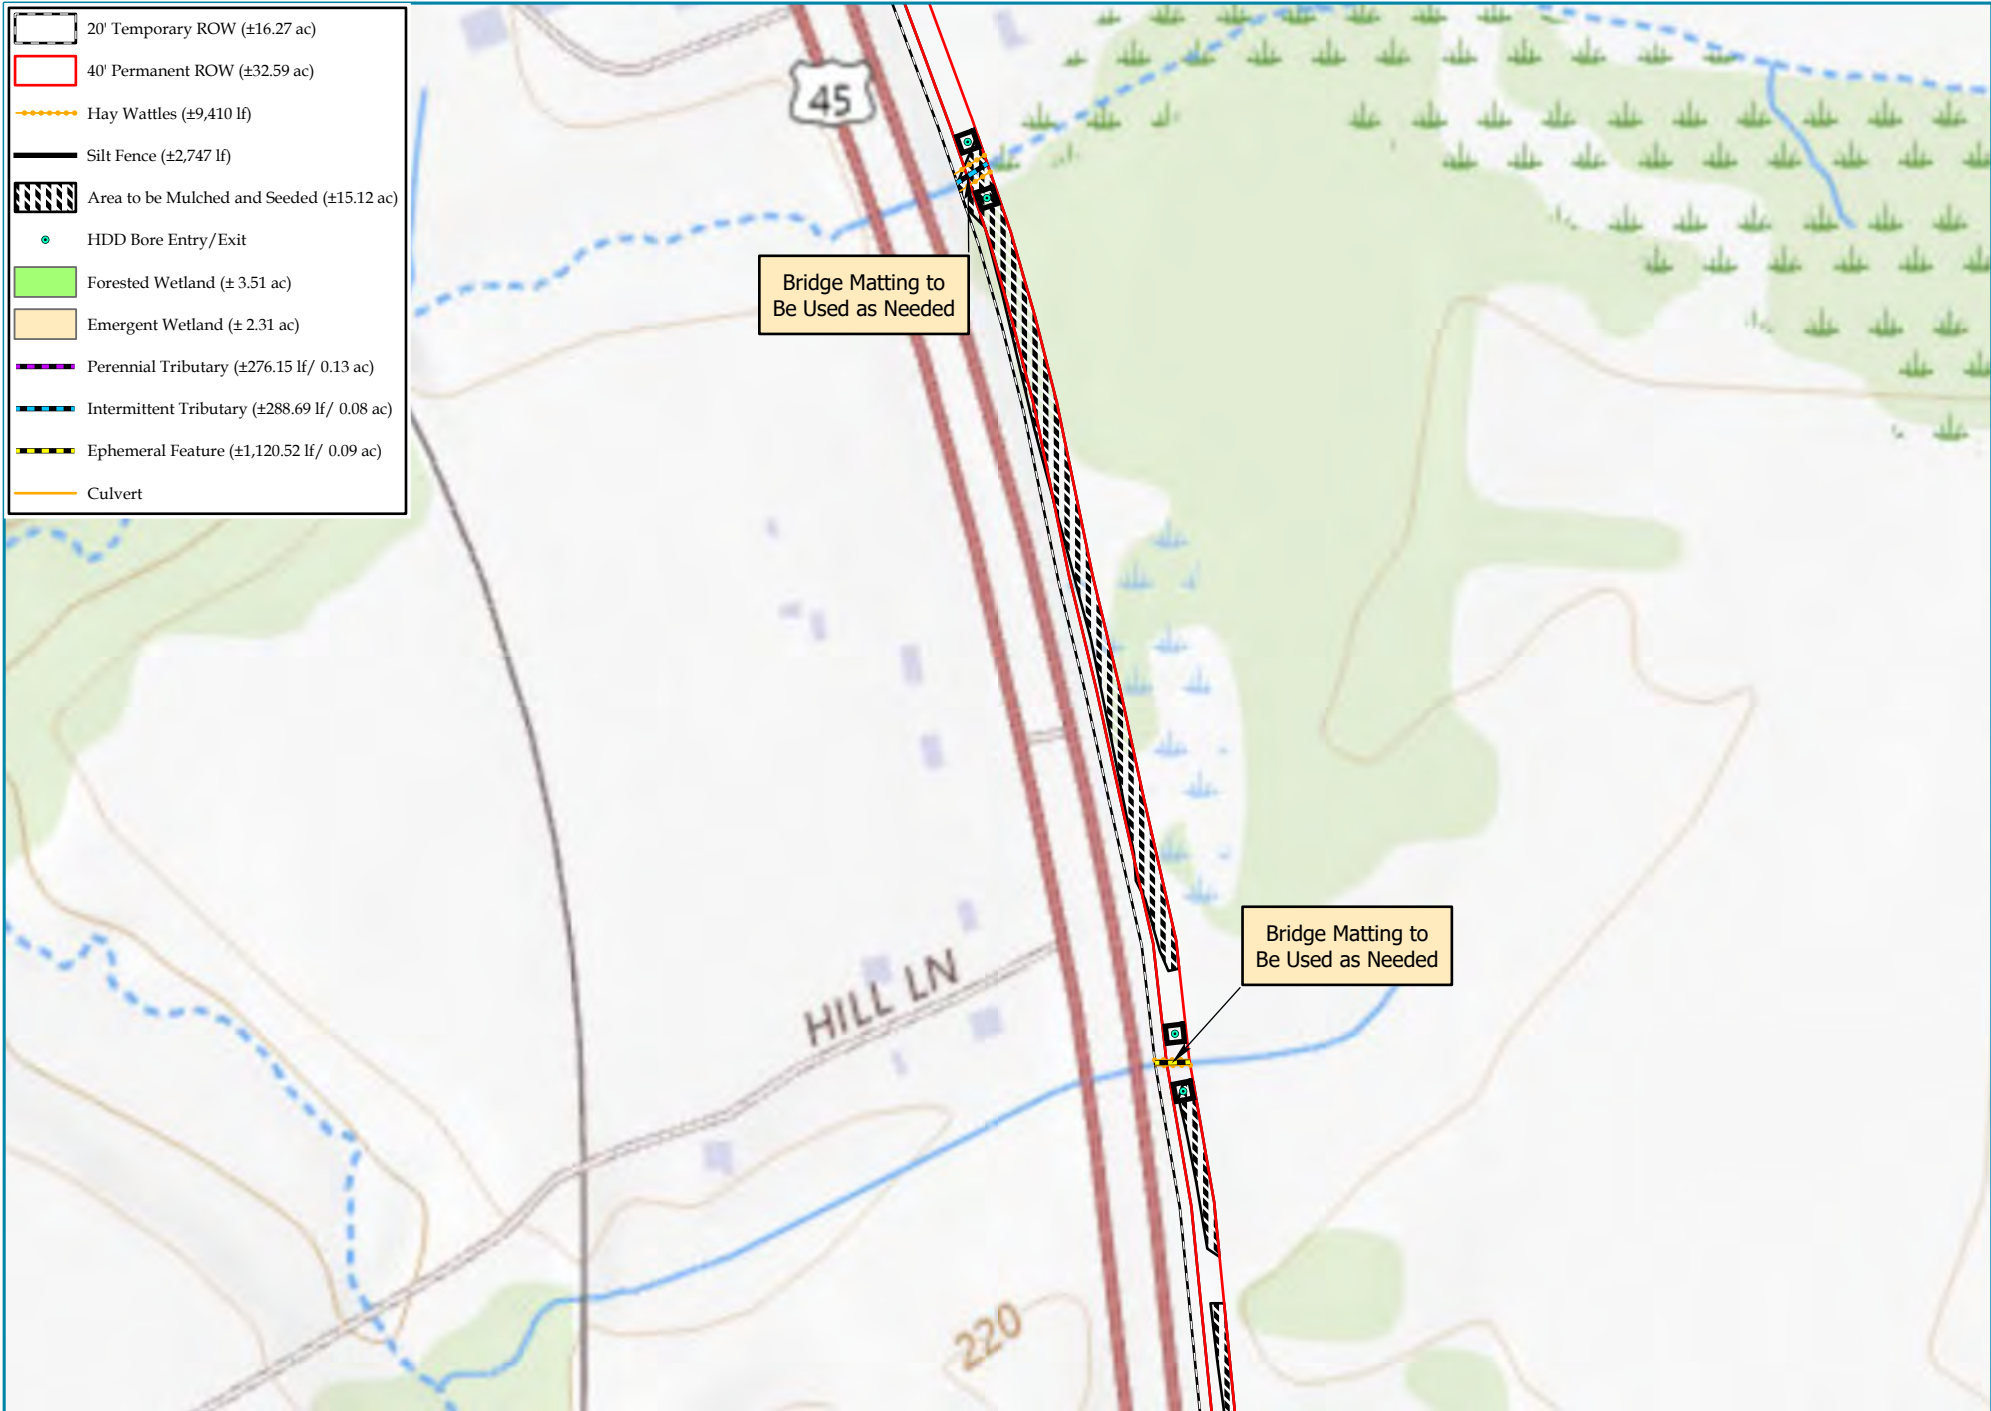 20' Temporary ROW (±16.27 ac)
40' Permanent ROW (±32.59 ac)
Hay Wattles (±9,410 lf)
Silt Fence (±2,747 lf)
Area to be Mulched and Seeded (±15.12 ac)
HDD Bore Entry/Exit
Forested Wetland (± 3.51 ac)
Emergent Wetland (± 2.31 ac)
Perennial Tributary (±276.15 lf/ 0.13 ac)
Intermittent Tributary (±288.69 lf/ 0.08 ac)
Ephemeral Feature (±1,120.52 lf/ 0.09 ac)
Culvert
45
Bridge Matting to
Be Used as Needed
Bridge Matting to
Be Used as Needed
HILL LN
220